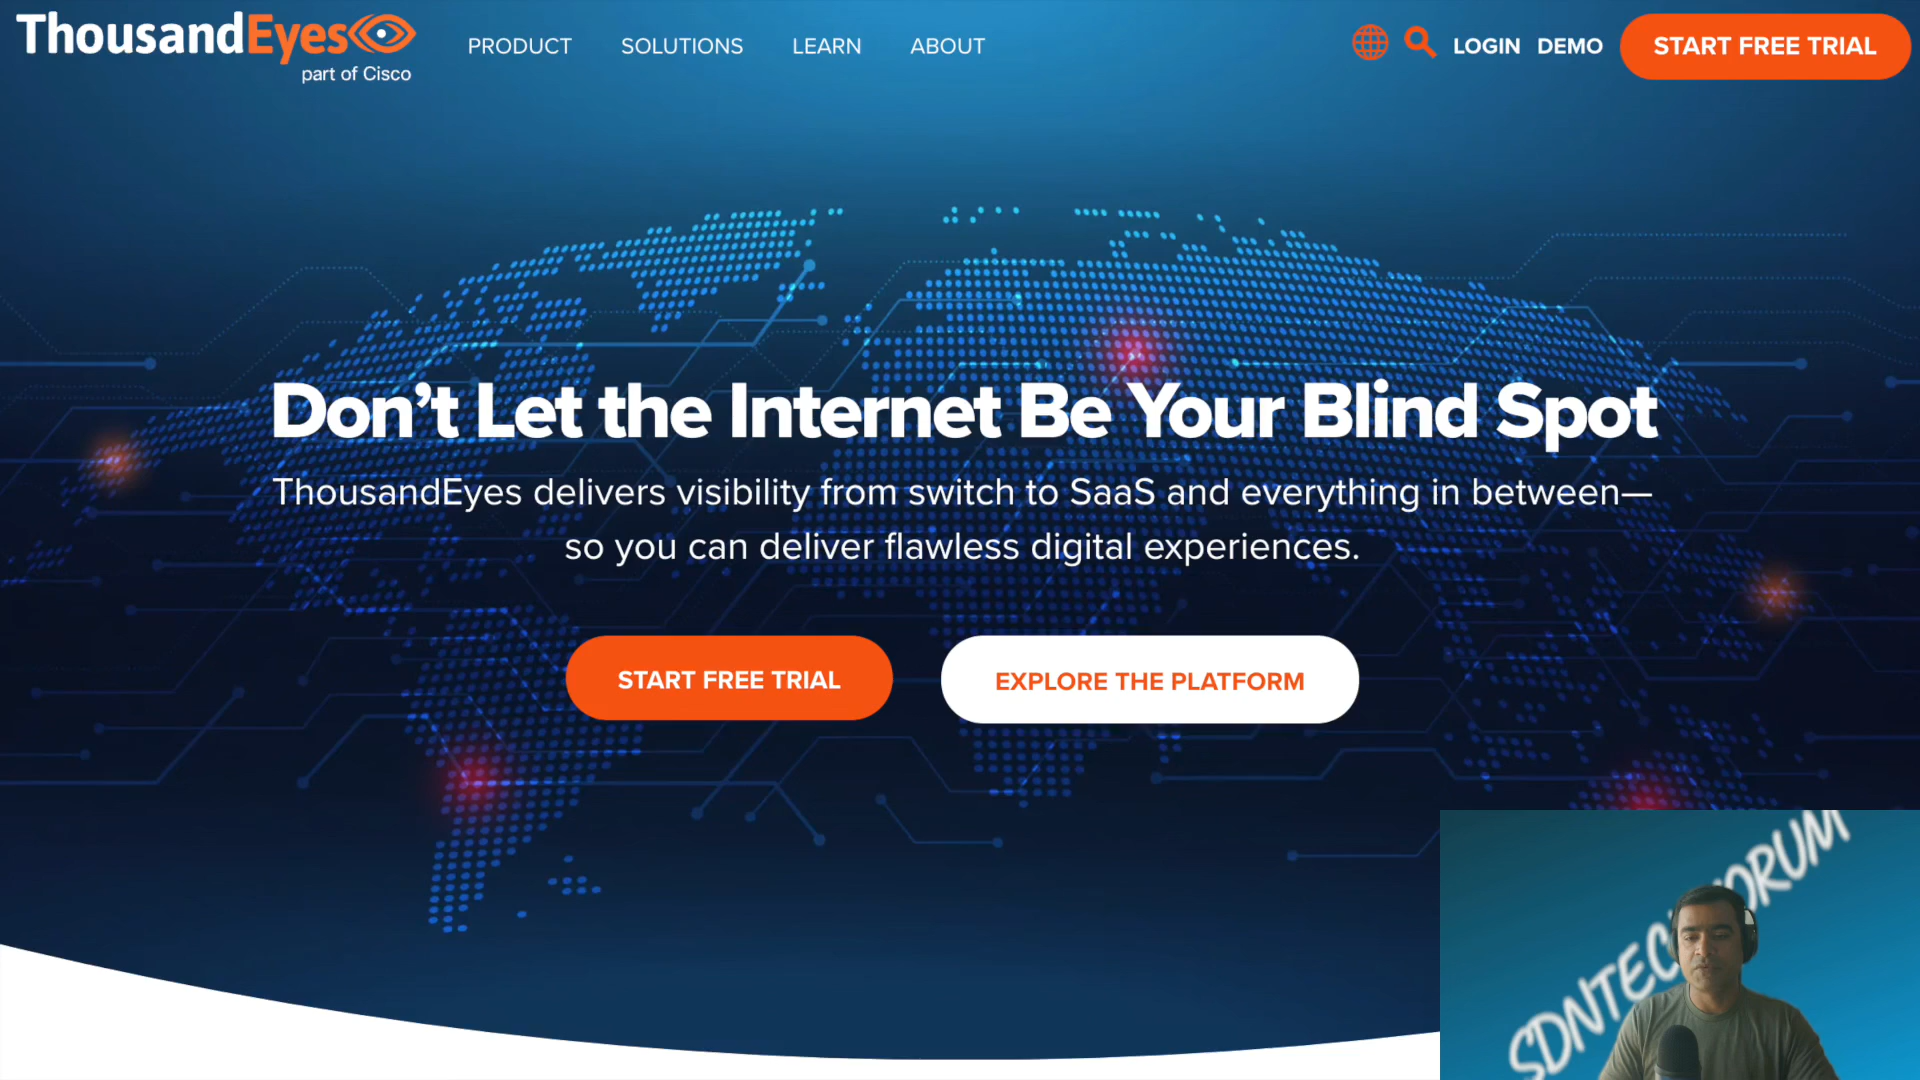 ThousandEyes
part of Cisco
PRODUCT
SOLUTIONS
LEARN
ABOUT
LOGIN
DEMO
START FREE TRIAL
Don’t Let the Internet Be Your Blind Spot
ThousandEyes delivers visibility from switch to SaaS and everything in between—
so you can deliver flawless digital experiences.
START FREE TRIAL
EXPLORE THE PLATFORM